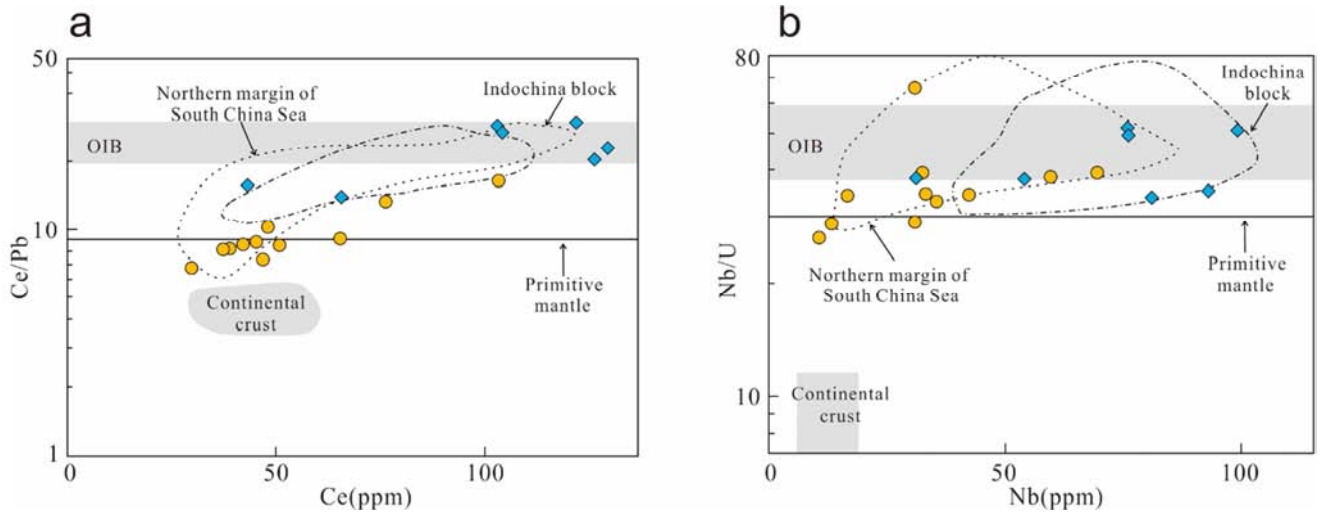 a
50
10
1
Ce/Pb
0
50
100
Ce(ppm)
Northern margin of
South China Sea
Indochina block
OIB
Primitive
mantle
Continental
crust
b
80
10
Nb/U
0
50
100
Nb(ppm)
Indochina
block
OIB
Northern margin of
South China Sea
Primitive
mantle
Continental
crust